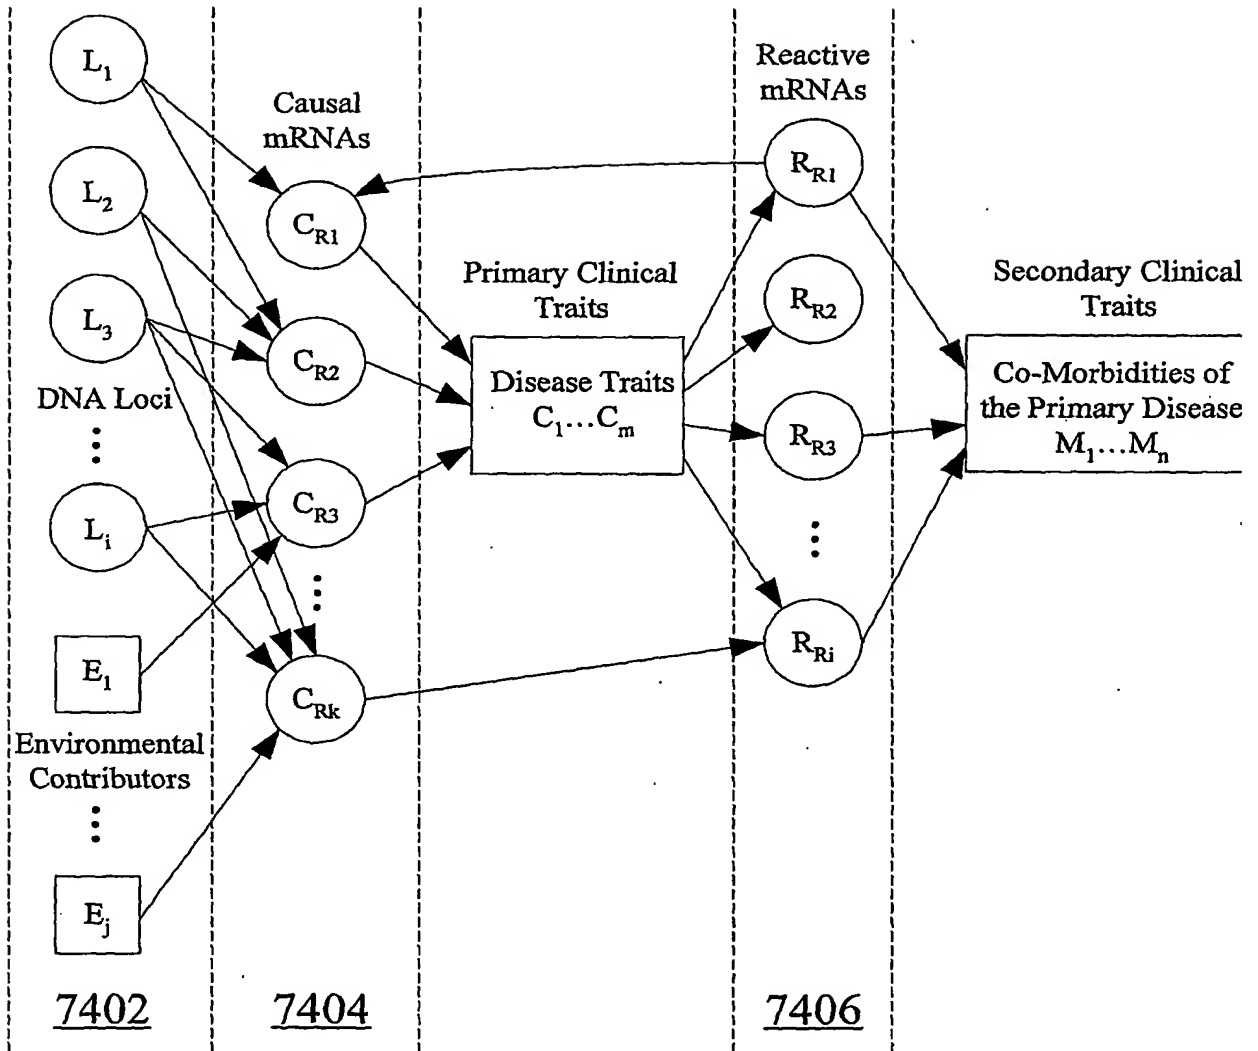 L1
L2
L3
DNA Loci
⋮
Li
E1
Environmental
Contributors
⋮
Ej
7402
Causal
mRNAs
CR1
CR2
CR3
⋮
CRk
7404
Primary Clinical
Traits
Disease Traits
C1...Cm
Reactive
mRNAs
RR1
RR2
RR3
⋮
RRi
7406
Secondary Clinical
Traits
Co-Morbidities of
the Primary Disease
M1...Mn